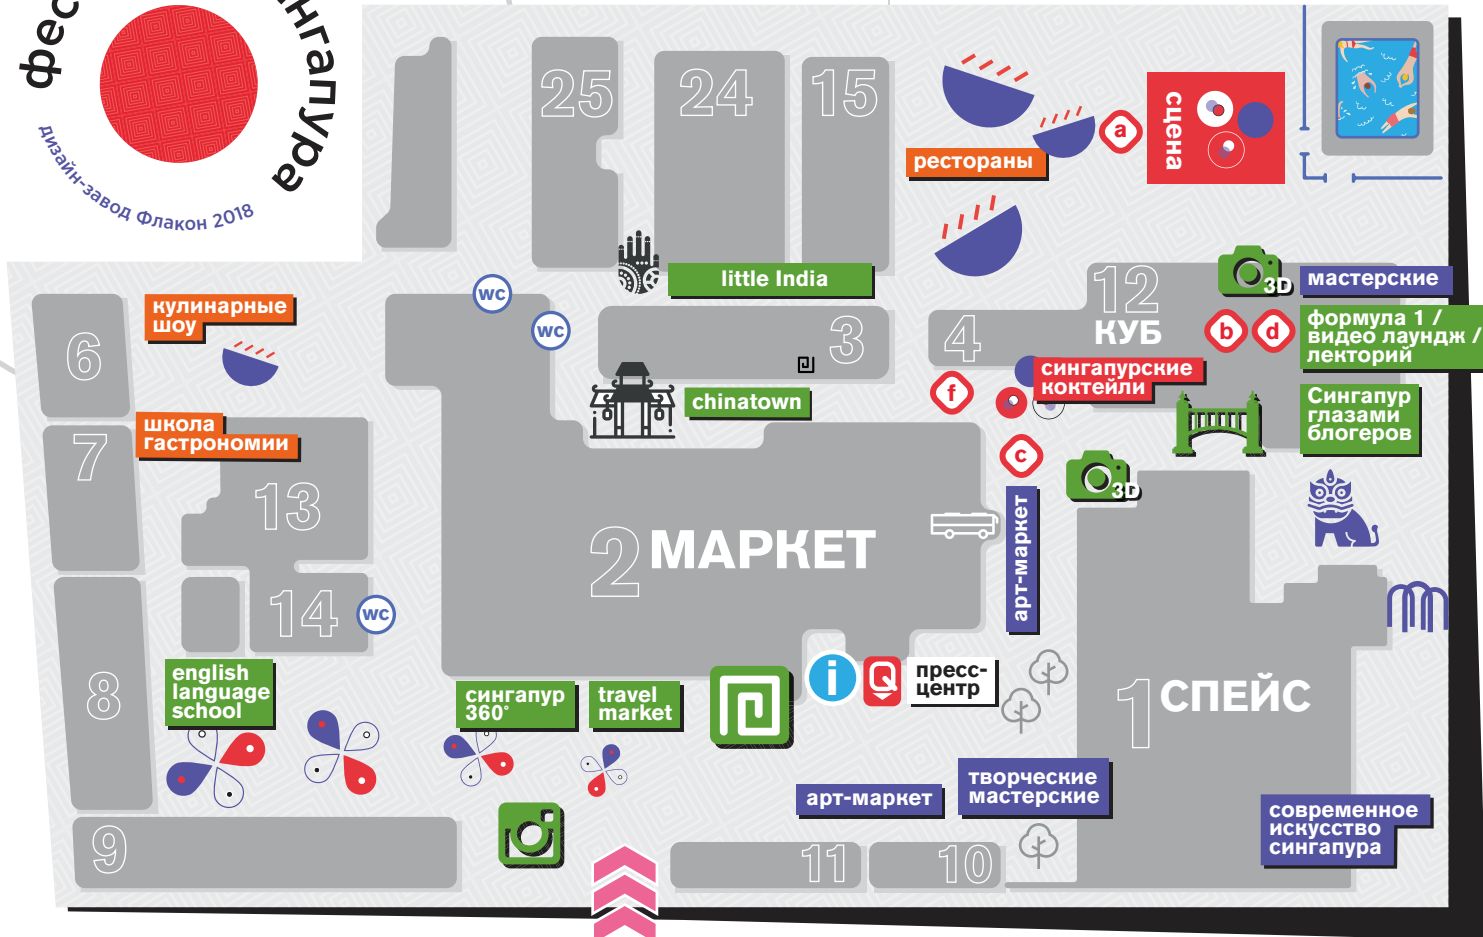 фес
нгапура
дизайн-завод Флакон 2018
25
24
15
рестораны
a
сцена
little India
wc
wc
кулинарные
шоу
6
3
chinatown
4
12
КУБ
3D
мастерские
b
d
формула 1 /
видео лаундж /
лекторий
f
сингапурские
коктейли
Сингапур
глазами
блогеров
школа
гастрономии
7
13
c
3D
2 МАРКЕТ
арт-маркет
14
wc
8
english
language
school
сингапур
360°
travel
market
i
Q
пресс-
центр
1 СПЕЙС
арт-маркет
творческие
мастерские
современное
искусство
сингапура
9
11
10